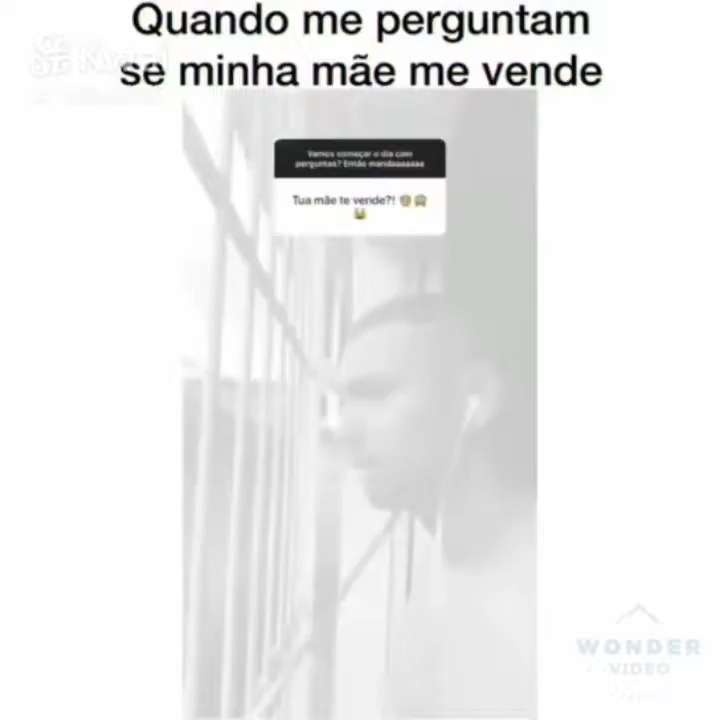 Quando me perguntam
se minha mãe me vende
Vamos começar o dia com
perguntas? Então mandaaaaaaa
Tua mãe te vende?!
WONDER
VIDEO